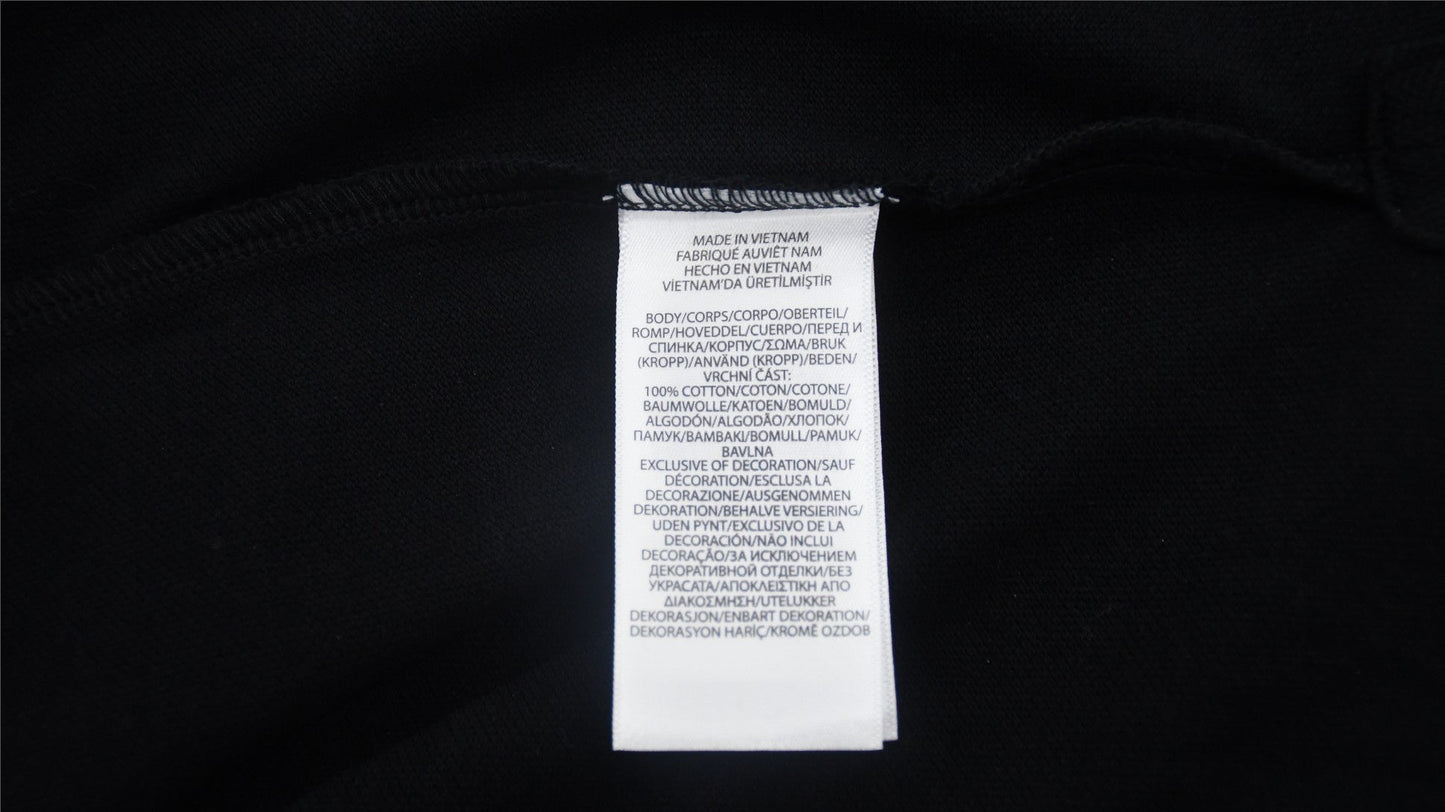 MADE IN VIETNAM
FABRIQUÉ AUVIÊT NAM
HECHO EN VIETNAM
VİETNAM'DA ÜRETİLMİŞTİR
BODY/CORPS/CORPO/OBERTEIL/
ROMP/HOVEDDEL/CUERPO/ПЕРЕД И
СПИНКА/КОРПУС/ΣΩΜΑ/BRUK
(KROPP)/ANVÄND (KROPP)/BEDEN/
VRCHNÍ ČÁST:
100% COTTON/COTON/COTONE/
BAUMWOLLE/KATOEN/BOMULD/
ALGODÓN/ALGODÃO/ХЛОПОК/
ПАМУК/ΒΑΜΒΑΚΙ/BOMULL/PAMUK/
BAVLNA
EXCLUSIVE OF DECORATION/SAUF
DÉCORATION/ESCLUSA LA
DECORAZIONE/AUSGENOMMEN
DEKORATION/BEHALVE VERSIERING/
UDEN PYNT/EXCLUSIVO DE LA
DECORACIÓN/NÃO INCLUI
DECORAÇÃO/ЗА ИСКЛЮЧЕНИЕМ
ДЕКОРАТИВНОЙ ОТДЕЛКИ/БЕЗ
УКРАСАТА/ΑΠΟΚΛΕΙΣΤΙΚΗ ΑΠΟ
ΔΙΑΚΟΣΜΗΣΗ/UTELUKKER
DEKORASJON/ENBART DEKORATION/
DEKORASYON HARİÇ/KROMĚ OZDOB